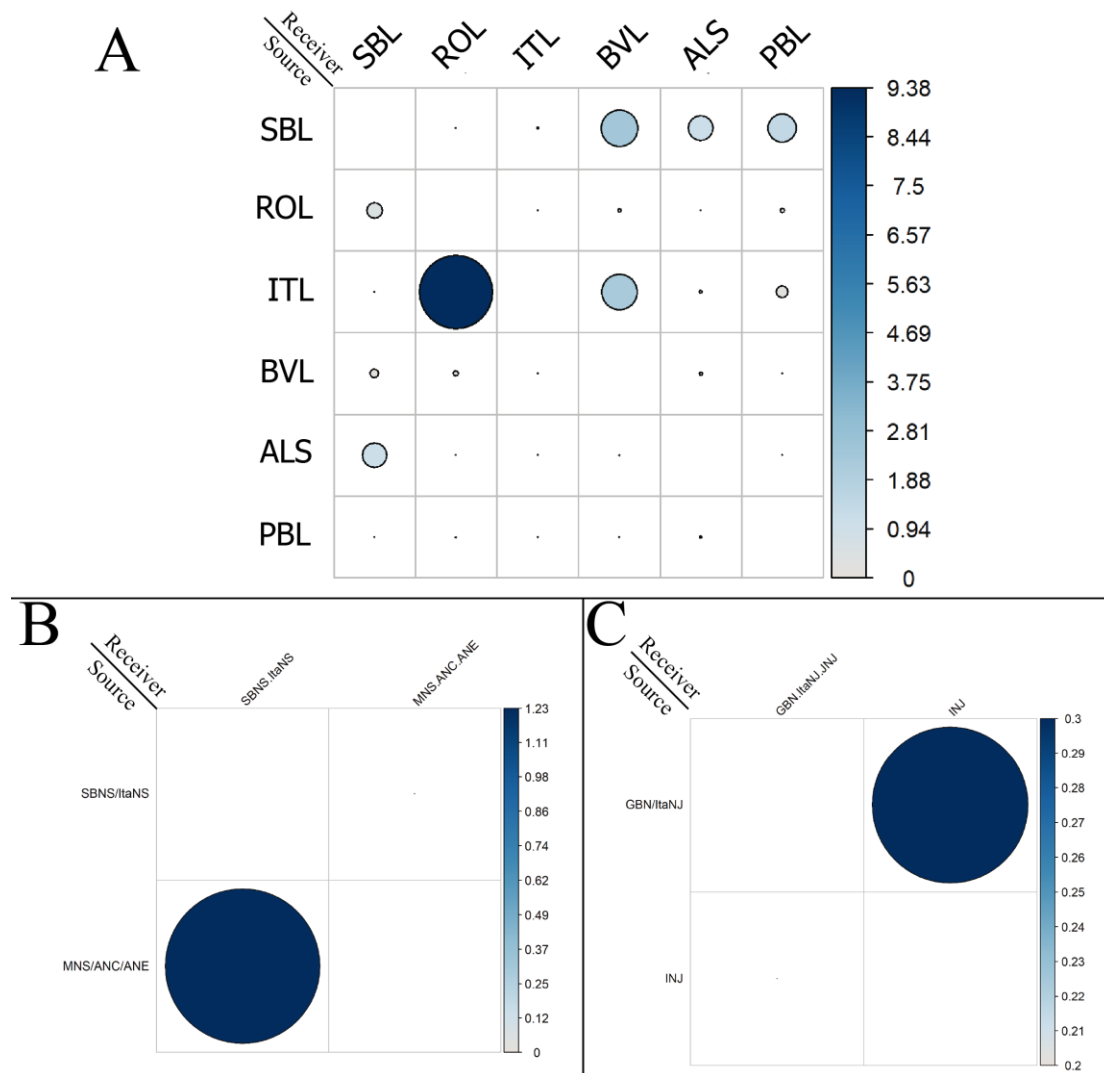 A
Receiver
Source
SBL ROL ITL BVL ALS PBL
SBL
ROL
ITL
BVL
ALS
PBL
9.38
8.44
7.5
6.57
5.63
4.69
3.75
2.81
1.88
0.94
0
B
Receiver
Source
SBNS.ItaNS
MNS.ANC.ANE
SBNS/ItaNS
MNS/ANC/ANE
1.23
1.11
0.98
0.86
0.74
0.62
0.49
0.37
0.25
0.12
0
C
Receiver
Source
GBN.ItaNJ.JNJ
INJ
GBN/ItaNJ
INJ
0.3
0.29
0.28
0.27
0.26
0.25
0.24
0.23
0.22
0.21
0.2